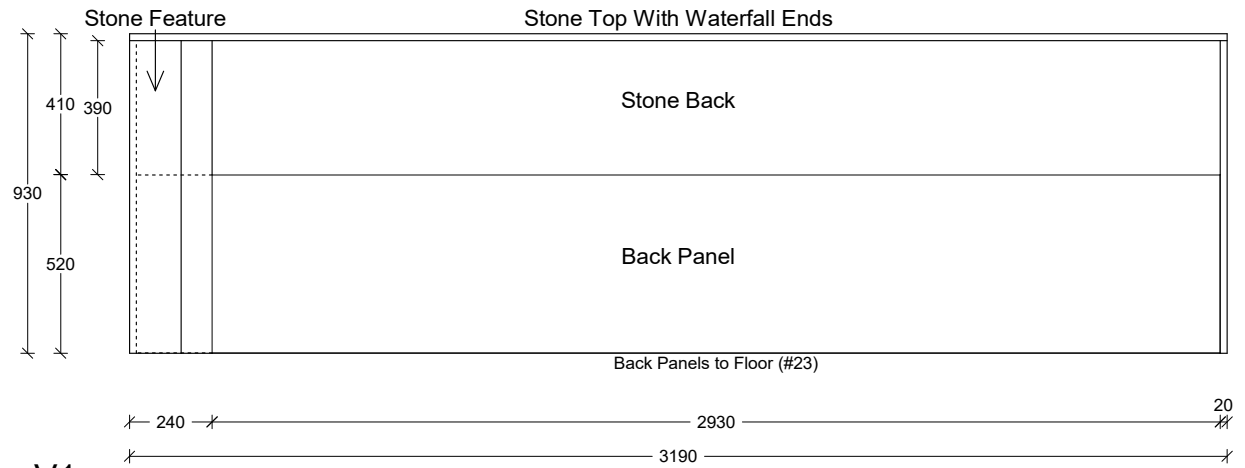 Stone Feature
Stone Top With Waterfall Ends
410
390
Stone Back
930
520
Back Panel
Back Panels to Floor (#23)
240
2930
20
3190